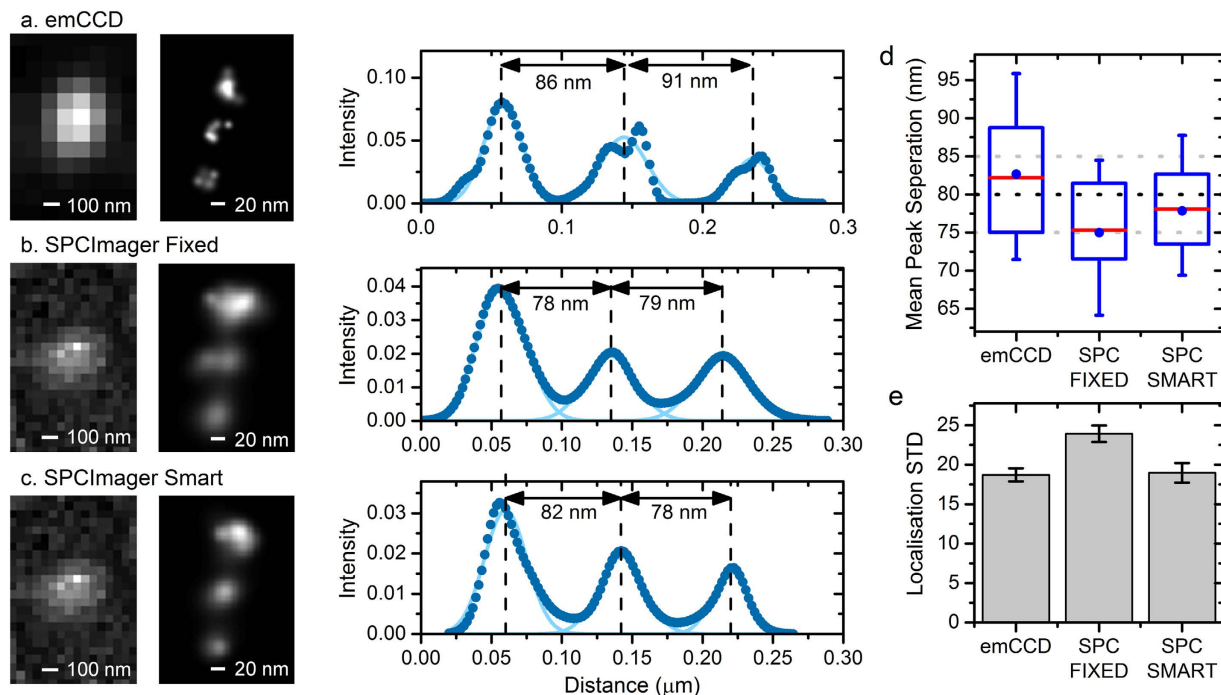 a. emCCD
100 nm
20 nm
Intensity
0.10
0.05
0.00
86 nm
91 nm
0.0
0.1
0.2
0.3
b. SPCImager Fixed
100 nm
20 nm
Intensity
0.04
0.03
0.02
0.01
0.00
78 nm
79 nm
0.00
0.05
0.10
0.15
0.20
0.25
0.30
c. SPCImager Smart
100 nm
20 nm
Intensity
0.03
0.02
0.01
0.00
82 nm
78 nm
0.00
0.05
0.10
0.15
0.20
0.25
0.30
Distance (μm)
d
Mean Peak Seperation (nm)
95
90
85
80
75
70
65
emCCD
SPC FIXED
SPC SMART
e
Localisation STD
25
20
15
10
5
0
emCCD
SPC FIXED
SPC SMART